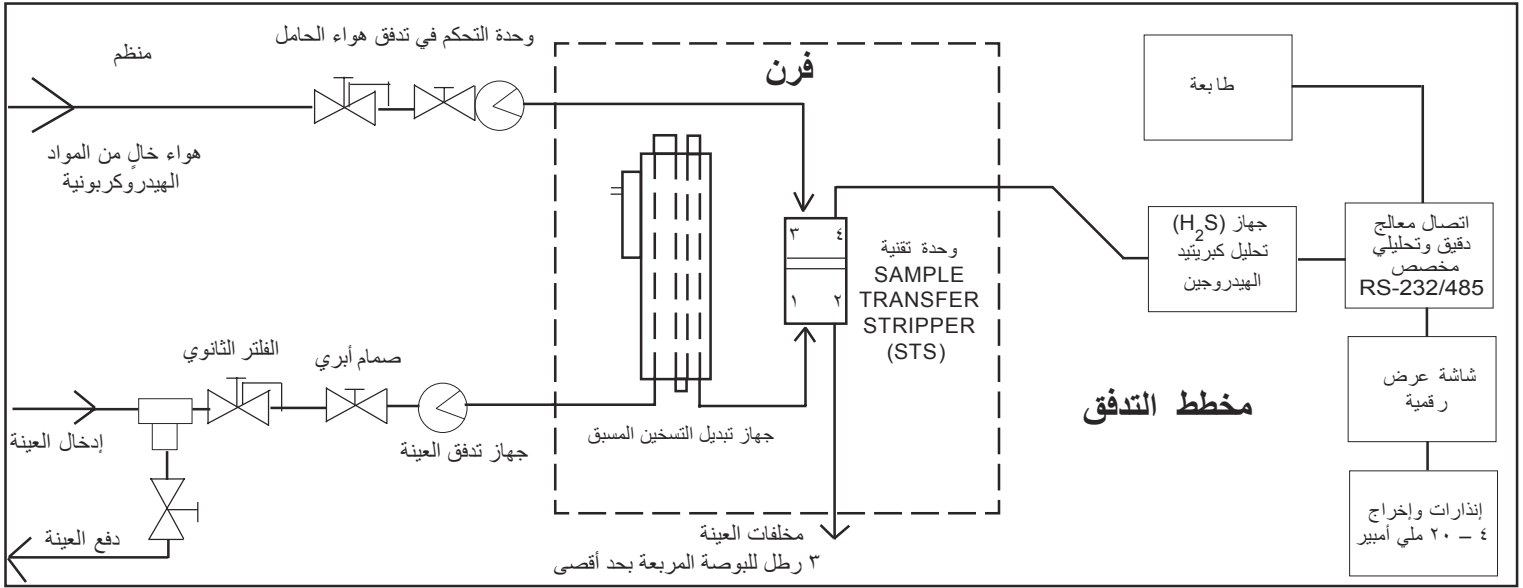 منظم
وحدة التحكم في تدفق هواء الحامل
هواء خالٍ من المواد
الهيدروكربونية
فرن
طابعة
٣ ٤
١ ٢
وحدة تقنية
SAMPLE
TRANSFER
STRIPPER
(STS)
جهاز (H2S)
تحليل كبريتيد
الهيدروجين
اتصال معالج
دقيق وتحليلي
مخصص
RS-232/485
شاشة عرض
رقمية
إنذارات وإخراج
٤ – ٢٠ ملي أمبير
مخطط التدفق
الفلتر الثانوي
صمام أبري
إدخال العينة
جهاز تدفق العينة
جهاز تبديل التسخين المسبق
دفع العينة
مخلفات العينة
٣ رطل للبوصة المربعة بحد أقصى